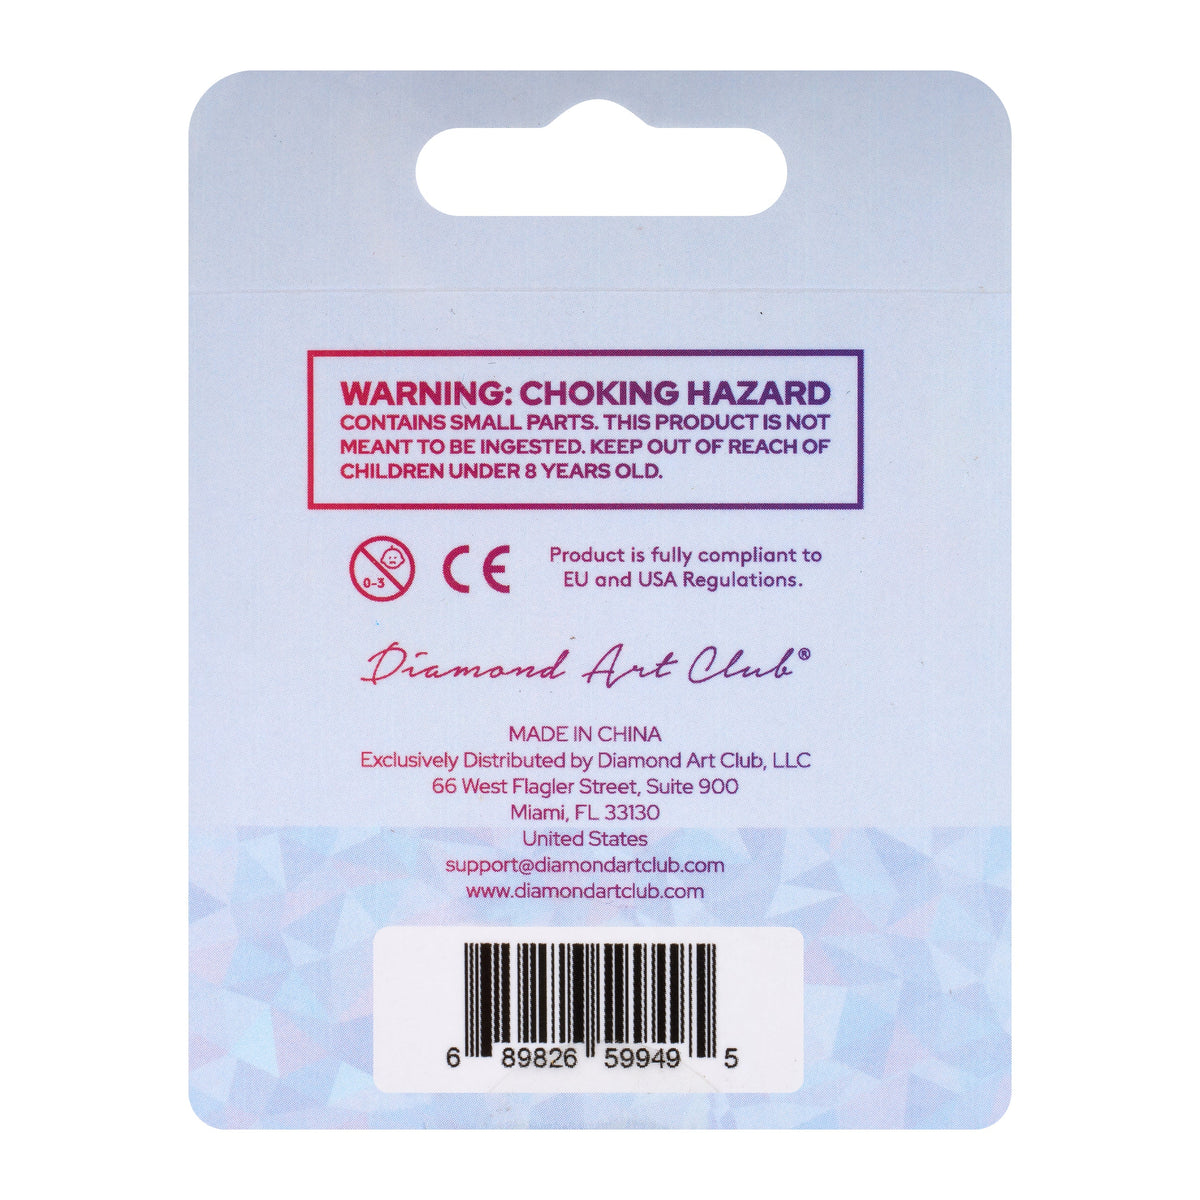 WARNING: CHOKING HAZARD
CONTAINS SMALL PARTS. THIS PRODUCT IS NOT
MEANT TO BE INGESTED. KEEP OUT OF REACH OF
CHILDREN UNDER 8 YEARS OLD.
0-3
CE
Product is fully compliant to
EU and USA Regulations.
Diamond Art Club®
MADE IN CHINA
Exclusively Distributed by Diamond Art Club, LLC
66 West Flagler Street, Suite 900
Miami, FL 33130
United States
support@diamondartclub.com
www.diamondartclub.com
6 89826 59949 5